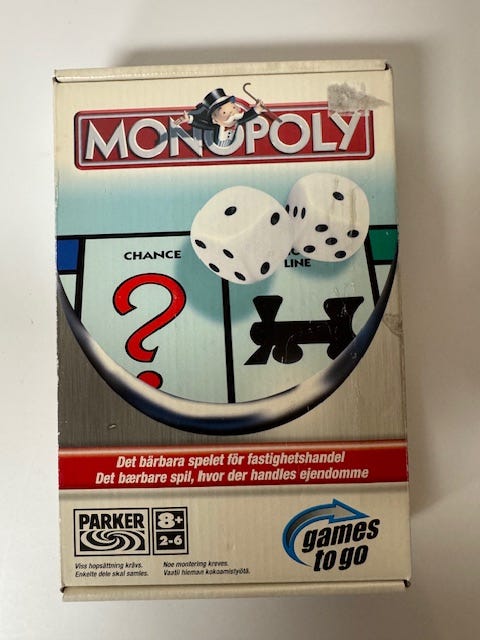 MONOPOLY
CHANCE
LINE
Det bärbara spelet för fastighetshandel
Det bærbare spil, hvor der handles ejendomme
PARKER
8+
2-6
games
to go
Viss hopsättning krävs.
Enkelte dele skal samles.
Noe montering kreves.
Vaatii hieman kokoamistyötä.